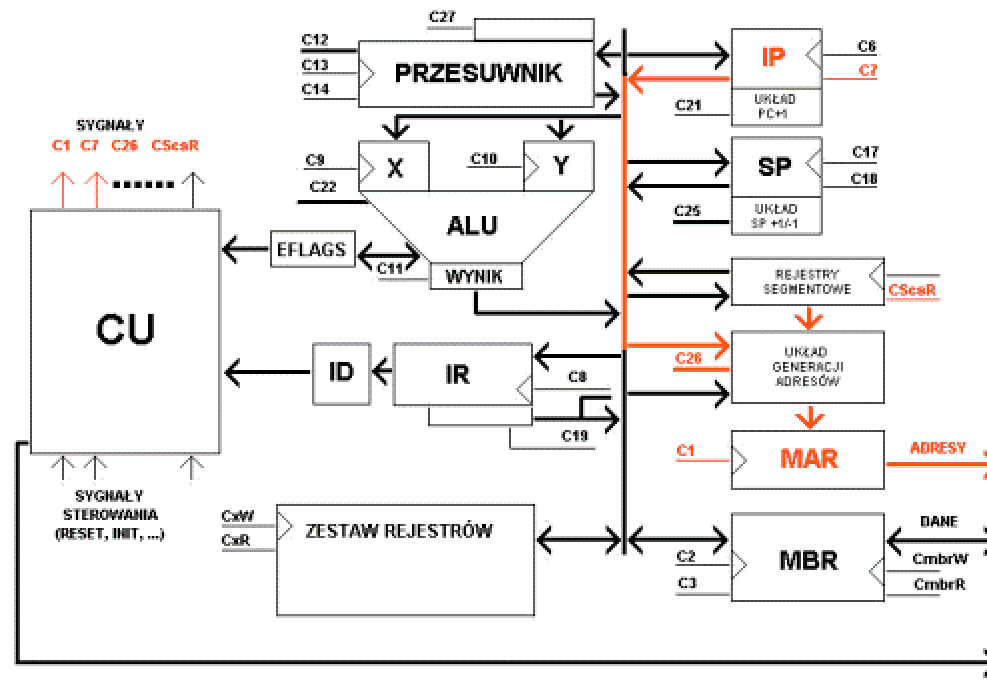 C27
C12
C13
C14
PRZESUWNIK
IP
C6
C7
C21
UKŁAD
PC+1
SYGNAŁY
C1 C7 C26 CScsR
C9
X
C10
Y
C22
ALU
SP
C17
C18
C25
UKŁAD
SP +1/-1
EFLAGS
C11
WYNIK
REJESTRY
SEGMENTOWE
CScsR
CU
ID
IR
C8
C19
C26
UKŁAD
GENERACJI
ADRESÓW
C1
MAR
ADRESY
SYGNAŁY
STEROWANIA
(RESET, INIT, ...)
CxW
CxR
ZESTAW REJESTRÓW
C2
C3
MBR
DANE
CmbrW
CmbrR